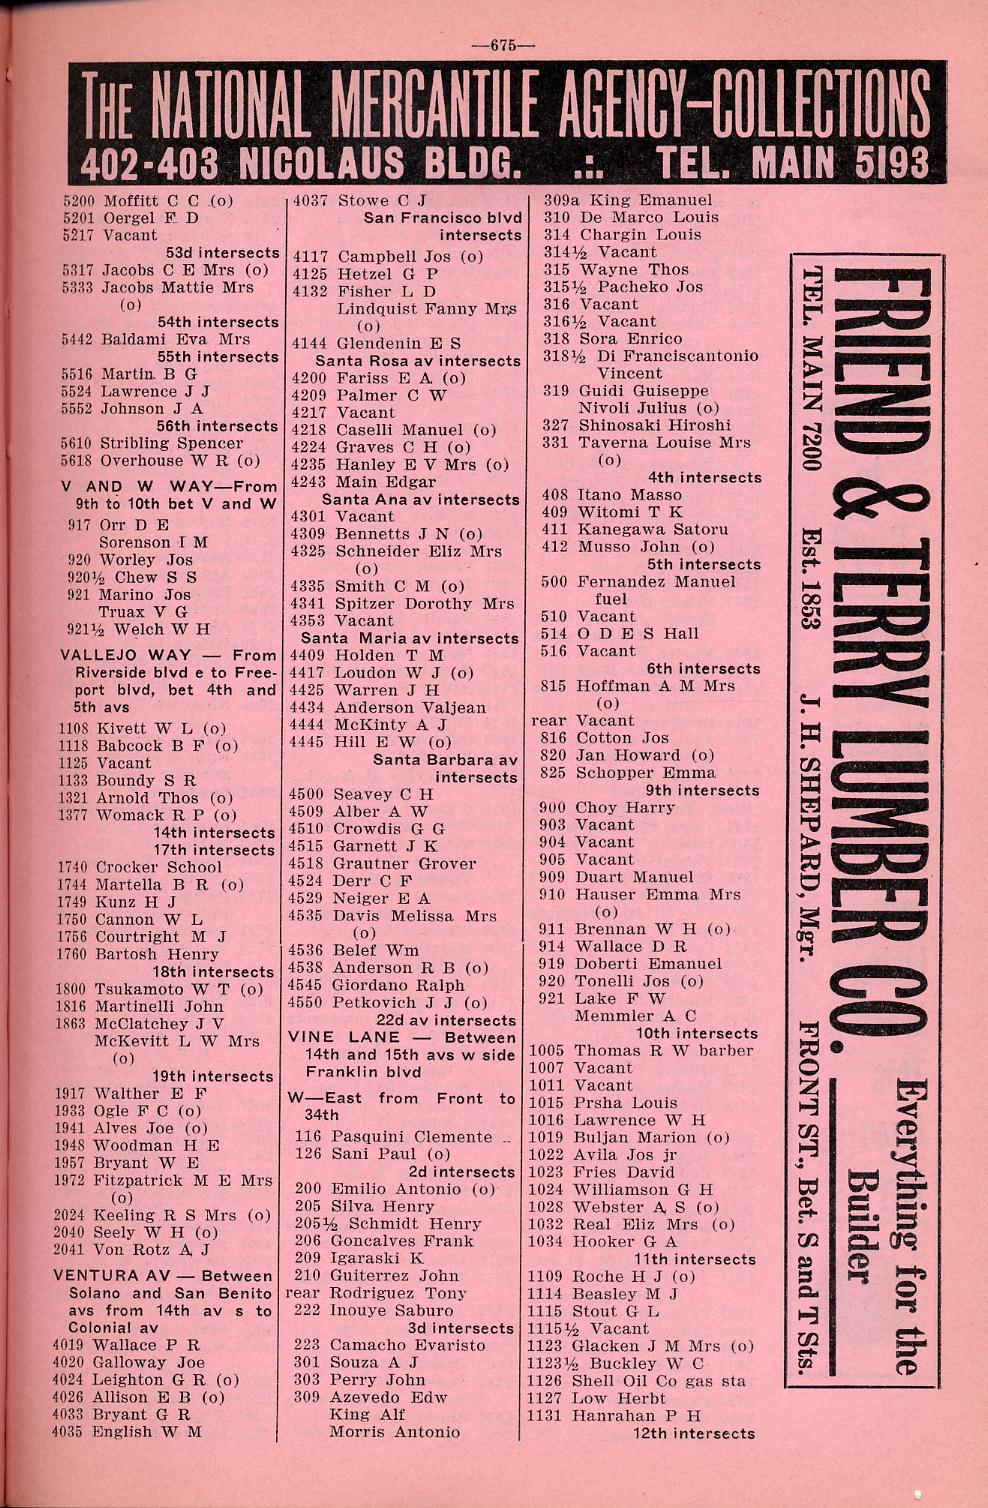 —675—
THE NATIONAL MERCANTILE AGENCY–COLLECTIONS
402-403 NICOLAUS BLDG. .:. TEL. MAIN 5193
5200 Moffitt C C (o)
5201 Oergel F D
5217 Vacant
53d intersects
5317 Jacobs C E Mrs (o)
5333 Jacobs Mattie Mrs
(o)
54th intersects
5442 Baldami Eva Mrs
55th intersects
5516 Martin B G
5524 Lawrence J J
5552 Johnson J A
56th intersects
5610 Stribling Spencer
5618 Overhouse W R (o)
V AND W WAY—From
9th to 10th bet V and W
917 Orr D E
Sorenson I M
920 Worley Jos
920½ Chew S S
921 Marino Jos
Truax V G
921½ Welch W H
VALLEJO WAY — From
Riverside blvd e to Free-
port blvd, bet 4th and
5th avs
1108 Kivett W L (o)
1118 Babcock B F (o)
1125 Vacant
1133 Boundy S R
1321 Arnold Thos (o)
1377 Womack R P (o)
14th intersects
17th intersects
1740 Crocker School
1744 Martella B R (o)
1749 Kunz H J
1750 Cannon W L
1756 Courtright M J
1760 Bartosh Henry
18th intersects
1800 Tsukamoto W T (o)
1816 Martinelli John
1863 McClatchey J V
McKevitt L W Mrs
(o)
19th intersects
1917 Walther E F
1933 Ogle F C (o)
1941 Alves Joe (o)
1948 Woodman H E
1957 Bryant W E
1972 Fitzpatrick M E Mrs
(o)
2024 Keeling R S Mrs (o)
2040 Seely W H (o)
2041 Von Rotz A J
VENTURA AV — Between
Solano and San Benito
avs from 14th av s to
Colonial av
4019 Wallace P R
4020 Galloway Joe
4024 Leighton G R (o)
4026 Allison E B (o)
4033 Bryant G R
4035 English W M
4037 Stowe C J
San Francisco blvd
intersects
4117 Campbell Jos (o)
4125 Hetzel G P
4132 Fisher L D
Lindquist Fanny Mrs
(o)
4144 Glendenin E S
Santa Rosa av intersects
4200 Fariss E A (o)
4209 Palmer C W
4217 Vacant
4218 Caselli Manuel (o)
4224 Graves C H (o)
4235 Hanley E V Mrs (o)
4243 Main Edgar
Santa Ana av intersects
4301 Vacant
4309 Bennetts J N (o)
4325 Schneider Eliz Mrs
(o)
4335 Smith C M (o)
4341 Spitzer Dorothy Mrs
4353 Vacant
Santa Maria av intersects
4409 Holden T M
4417 Loudon W J (o)
4425 Warren J H
4434 Anderson Valjean
4444 McKinty A J
4445 Hill E W (o)
Santa Barbara av
intersects
4500 Seavey C H
4509 Alber A W
4510 Crowdis G G
4515 Garnett J K
4518 Grautner Grover
4524 Derr C F
4529 Neiger E A
4535 Davis Melissa Mrs
(o)
4536 Belef Wm
4538 Anderson R B (o)
4545 Giordano Ralph
4550 Petkovich J J (o)
22d av intersects
VINE LANE — Between
14th and 15th avs w side
Franklin blvd
W—East from Front to
34th
116 Pasquini Clemente ..
126 Sani Paul (o)
2d intersects
200 Emilio Antonio (o)
205 Silva Henry
205½ Schmidt Henry
206 Goncalves Frank
209 Igaraski K
210 Guiterrez John
rear Rodriguez Tony
222 Inouye Saburo
3d intersects
223 Camacho Evaristo
301 Souza A J
303 Perry John
309 Azevedo Edw
King Alf
Morris Antonio
309a King Emanuel
310 De Marco Louis
314 Chargin Louis
314½ Vacant
315 Wayne Thos
315½ Pacheko Jos
316 Vacant
316½ Vacant
318 Sora Enrico
318½ Di Franciscantonio
Vincent
319 Guidi Guiseppe
Nivoli Julius (o)
327 Shinosaki Hiroshi
331 Taverna Louise Mrs
(o)
4th intersects
408 Itano Masso
409 Witomi T K
411 Kanegawa Satoru
412 Musso John (o)
5th intersects
500 Fernandez Manuel
fuel
510 Vacant
514 O D E S Hall
516 Vacant
6th intersects
815 Hoffman A M Mrs
(o)
rear Vacant
816 Cotton Jos
820 Jan Howard (o)
825 Schopper Emma
9th intersects
900 Choy Harry
903 Vacant
904 Vacant
905 Vacant
909 Duart Manuel
910 Hauser Emma Mrs
(o)
911 Brennan W H (o)
914 Wallace D R
919 Doberti Emanuel
920 Tonelli Jos (o)
921 Lake F W
Memmler A C
10th intersects
1005 Thomas R W barber
1007 Vacant
1011 Vacant
1015 Prsha Louis
1016 Lawrence W H
1019 Buljan Marion (o)
1022 Avila Jos jr
1023 Fries David
1024 Williamson G H
1028 Webster A S (o)
1032 Real Eliz Mrs (o)
1034 Hooker G A
11th intersects
1109 Roche H J (o)
1114 Beasley M J
1115 Stout G L
1115½ Vacant
1123 Glacken J M Mrs (o)
1123½ Buckley W C
1126 Shell Oil Co gas sta
1127 Low Herbt
1131 Hanrahan P H
12th intersects
FRIEND & TERRY LUMBER CO.
Everything for the
Builder
TEL. MAIN 7200 Est. 1853 J. H. SHEPARD, Mgr. FRONT ST., Bet. S and T Sts.